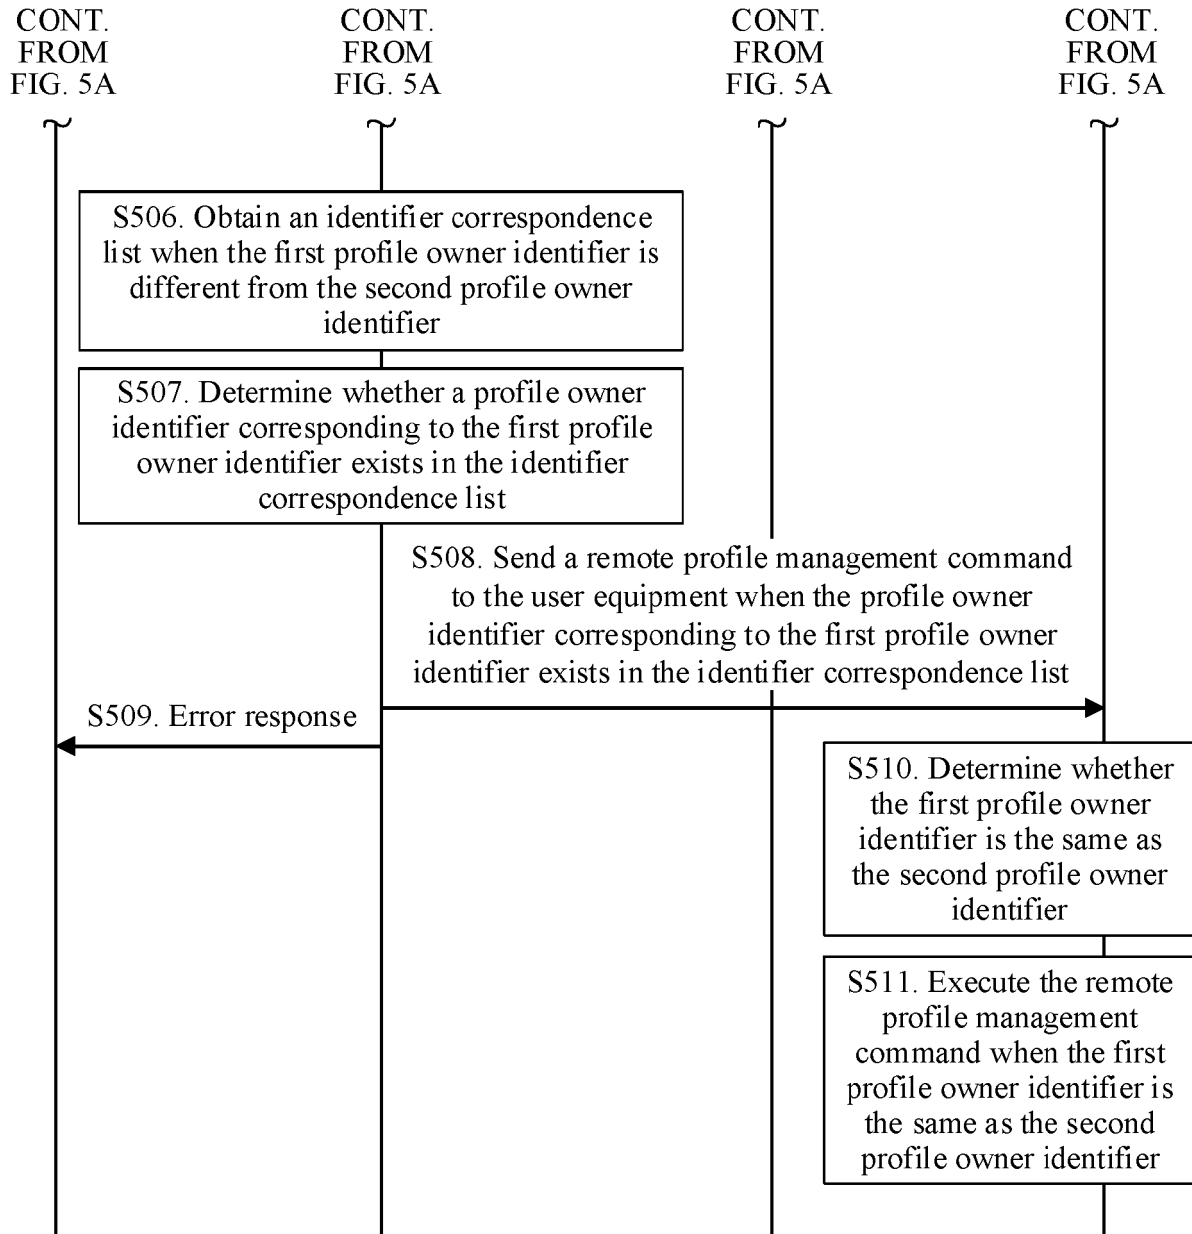 CONT.
FROM
FIG. 5A
CONT.
FROM
FIG. 5A
CONT.
FROM
FIG. 5A
CONT.
FROM
FIG. 5A
S506. Obtain an identifier correspondence
list when the first profile owner identifier is
different from the second profile owner
identifier
S507. Determine whether a profile owner
identifier corresponding to the first profile
owner identifier exists in the identifier
correspondence list
S508. Send a remote profile management command
to the user equipment when the profile owner
identifier corresponding to the first profile owner
identifier exists in the identifier correspondence list
S509. Error response
S510. Determine whether
the first profile owner
identifier is the same as
the second profile owner
identifier
S511. Execute the remote
profile management
command when the first
profile owner identifier is
the same as the second
profile owner identifier